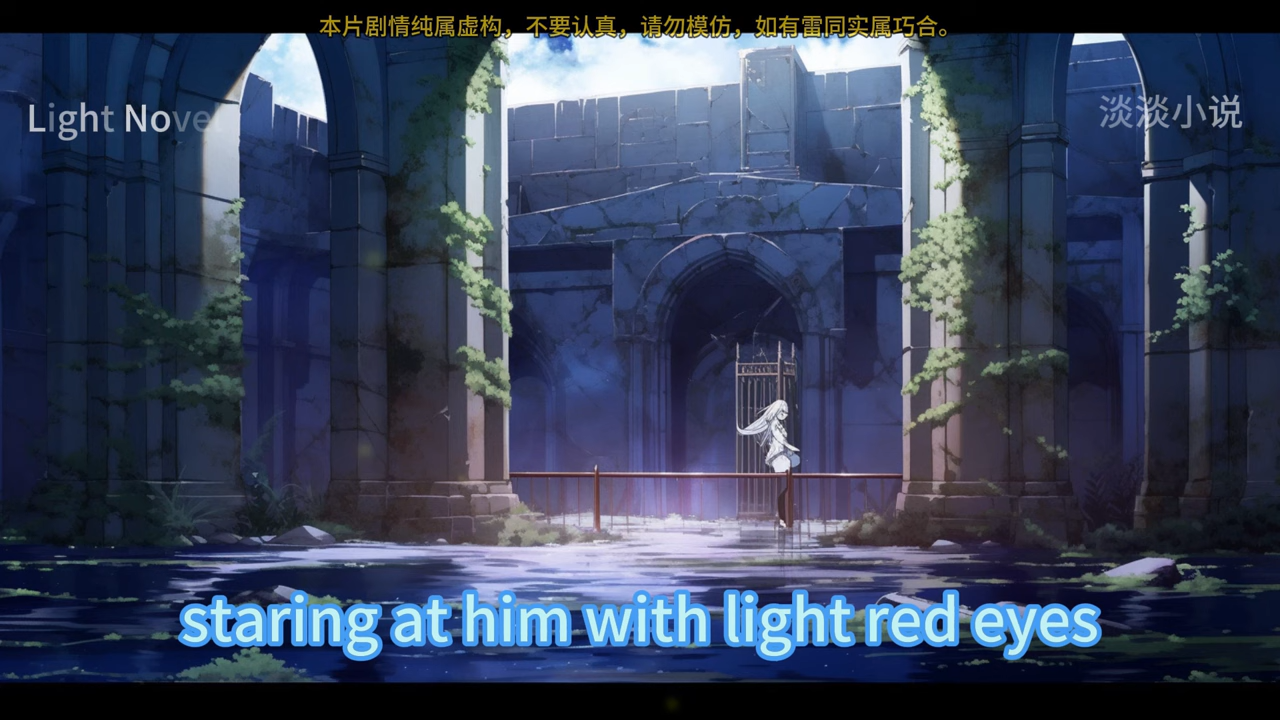 本片剧情纯属虚构，不要认真，请勿模仿，如有雷同实属巧合。
Light Novel
淡淡小说
staring at him with light red eyes